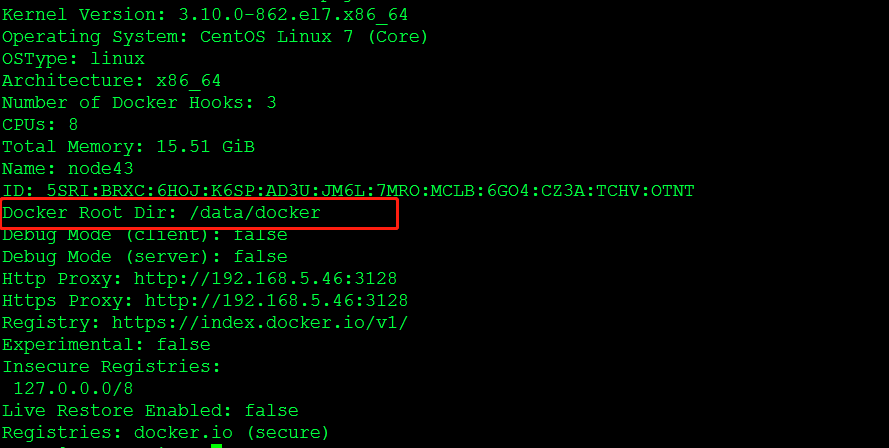 Kernel Version: 3.10.0-862.el7.x86_64
Operating System: CentOS Linux 7 (Core)
OSType: linux
Architecture: x86_64
Number of Docker Hooks: 3
CPUs: 8
Total Memory: 15.51 GiB
Name: node43
ID: 5SRI:BRXC:6HOJ:K6SP:AD3U:JM6L:7MRO:MCLB:6GO4:CZ3A:TCHV:OTNT
Docker Root Dir: /data/docker
Debug Mode (client): false
Debug Mode (server): false
Http Proxy: http://192.168.5.46:3128
Https Proxy: http://192.168.5.46:3128
Registry: https://index.docker.io/v1/
Experimental: false
Insecure Registries:
 127.0.0.0/8
Live Restore Enabled: false
Registries: docker.io (secure)